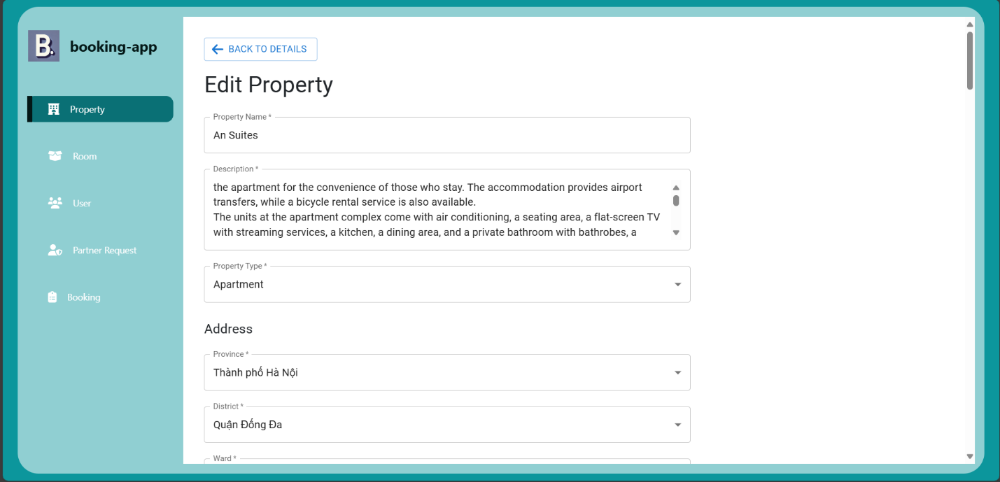 B.
booking-app
Property
Room
User
Partner Request
Booking
BACK TO DETAILS
Edit Property
Property Name *
An Suites
Description *
the apartment for the convenience of those who stay. The accommodation provides airport
transfers, while a bicycle rental service is also available.
The units at the apartment complex come with air conditioning, a seating area, a flat-screen TV
with streaming services, a kitchen, a dining area, and a private bathroom with bathrobes, a
Property Type *
Apartment
Address
Province *
Thành phố Hà Nội
District *
Quận Đống Đa
Ward *